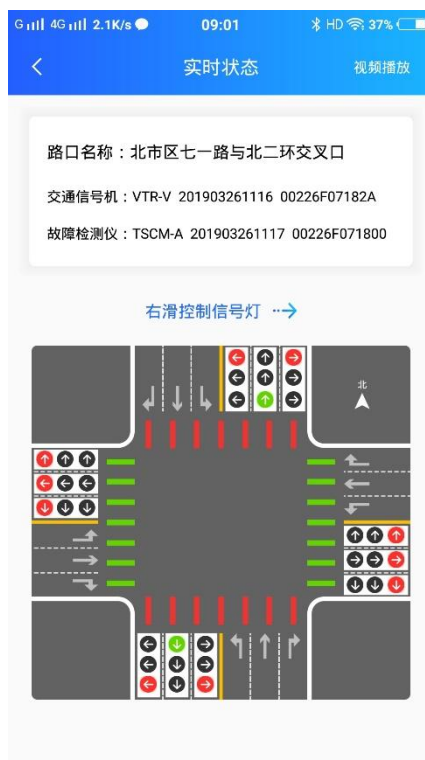 G 4G 2.1K/s 09:01 HD 37%
实时状态 视频播放
路口名称：北市区七一路与北二环交叉口
交通信号机：VTR-V 201903261116 00226F07182A
故障检测仪：TSCM-A 201903261117 00226F071800
右滑控制信号灯
北